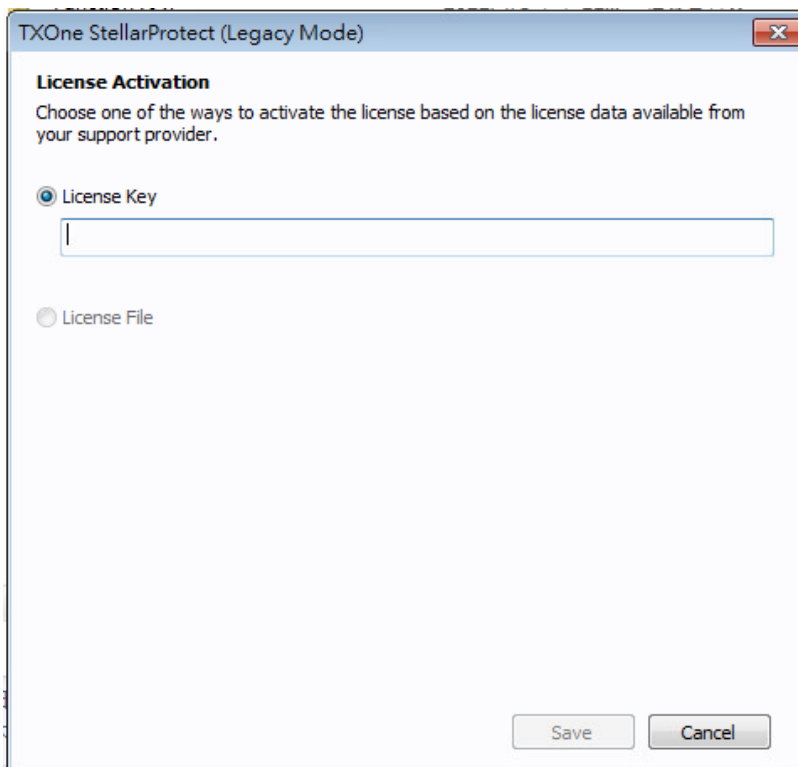 TXOne StellarProtect (Legacy Mode)
License Activation
Choose one of the ways to activate the license based on the license data available from
your support provider.
License Key
License File
Save
Cancel